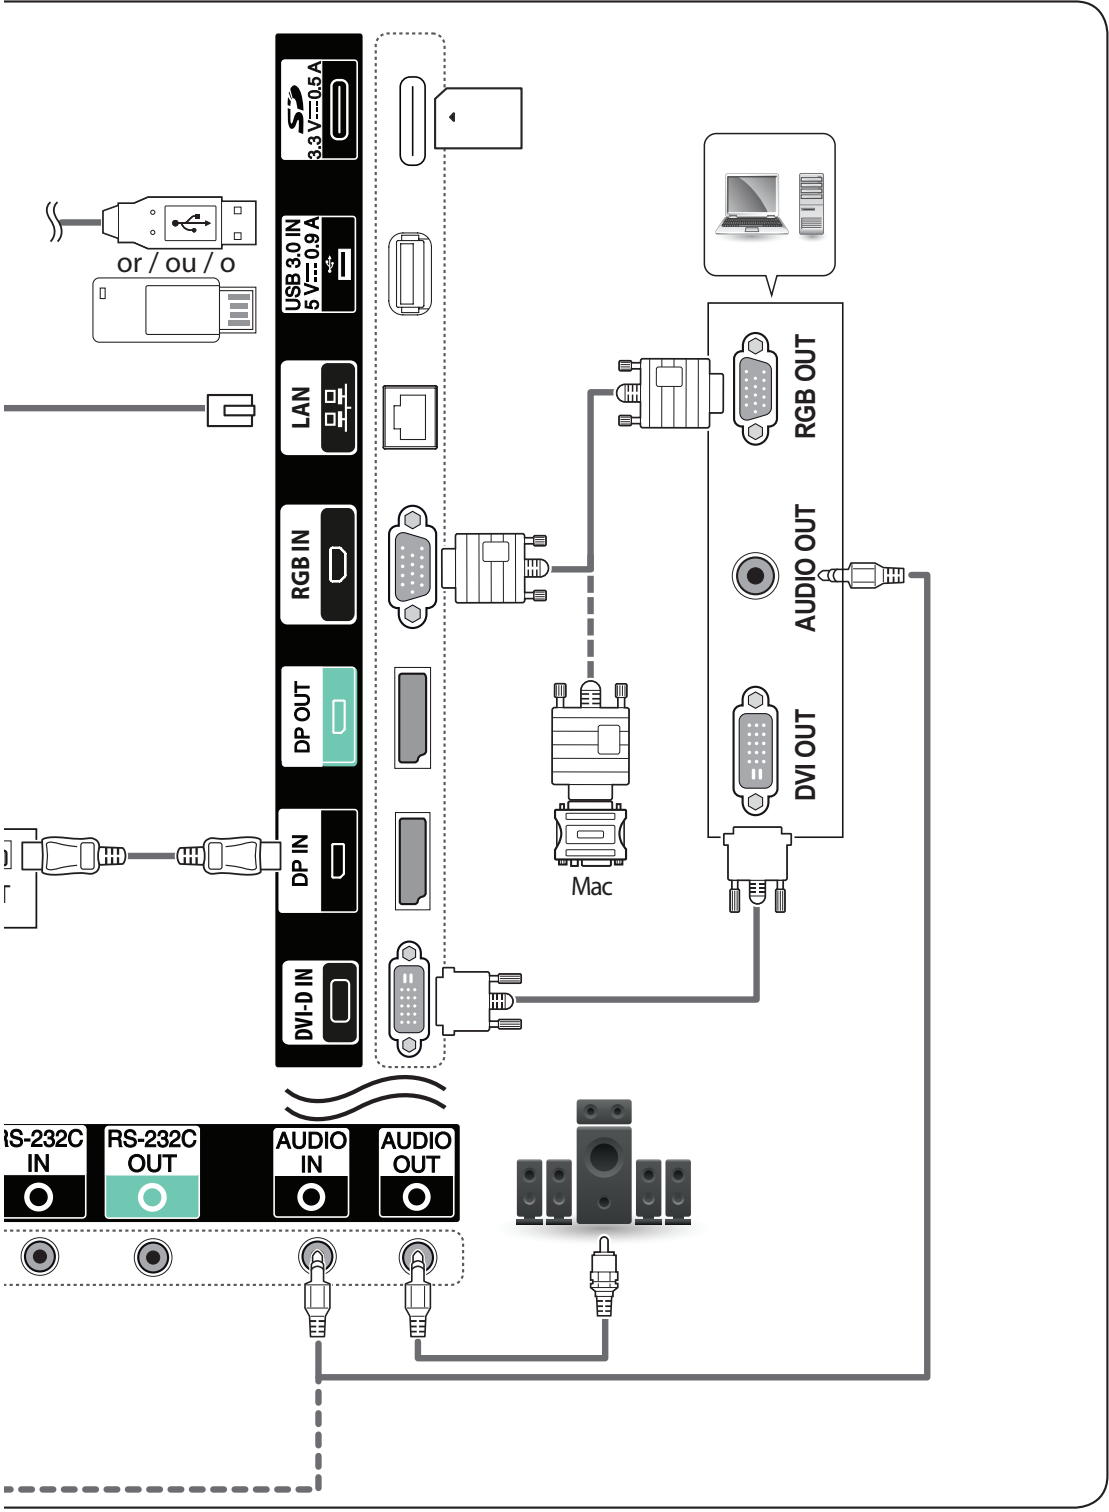 SD
3.3 V⎓0.5 A
USB 3.0 IN
5 V⎓0.9 A
or / ou / o
LAN
RGB IN
DP OUT
DP IN
DVI-D IN
RGB OUT
AUDIO OUT
DVI OUT
Mac
RS-232C
IN
RS-232C
OUT
AUDIO
IN
AUDIO
OUT